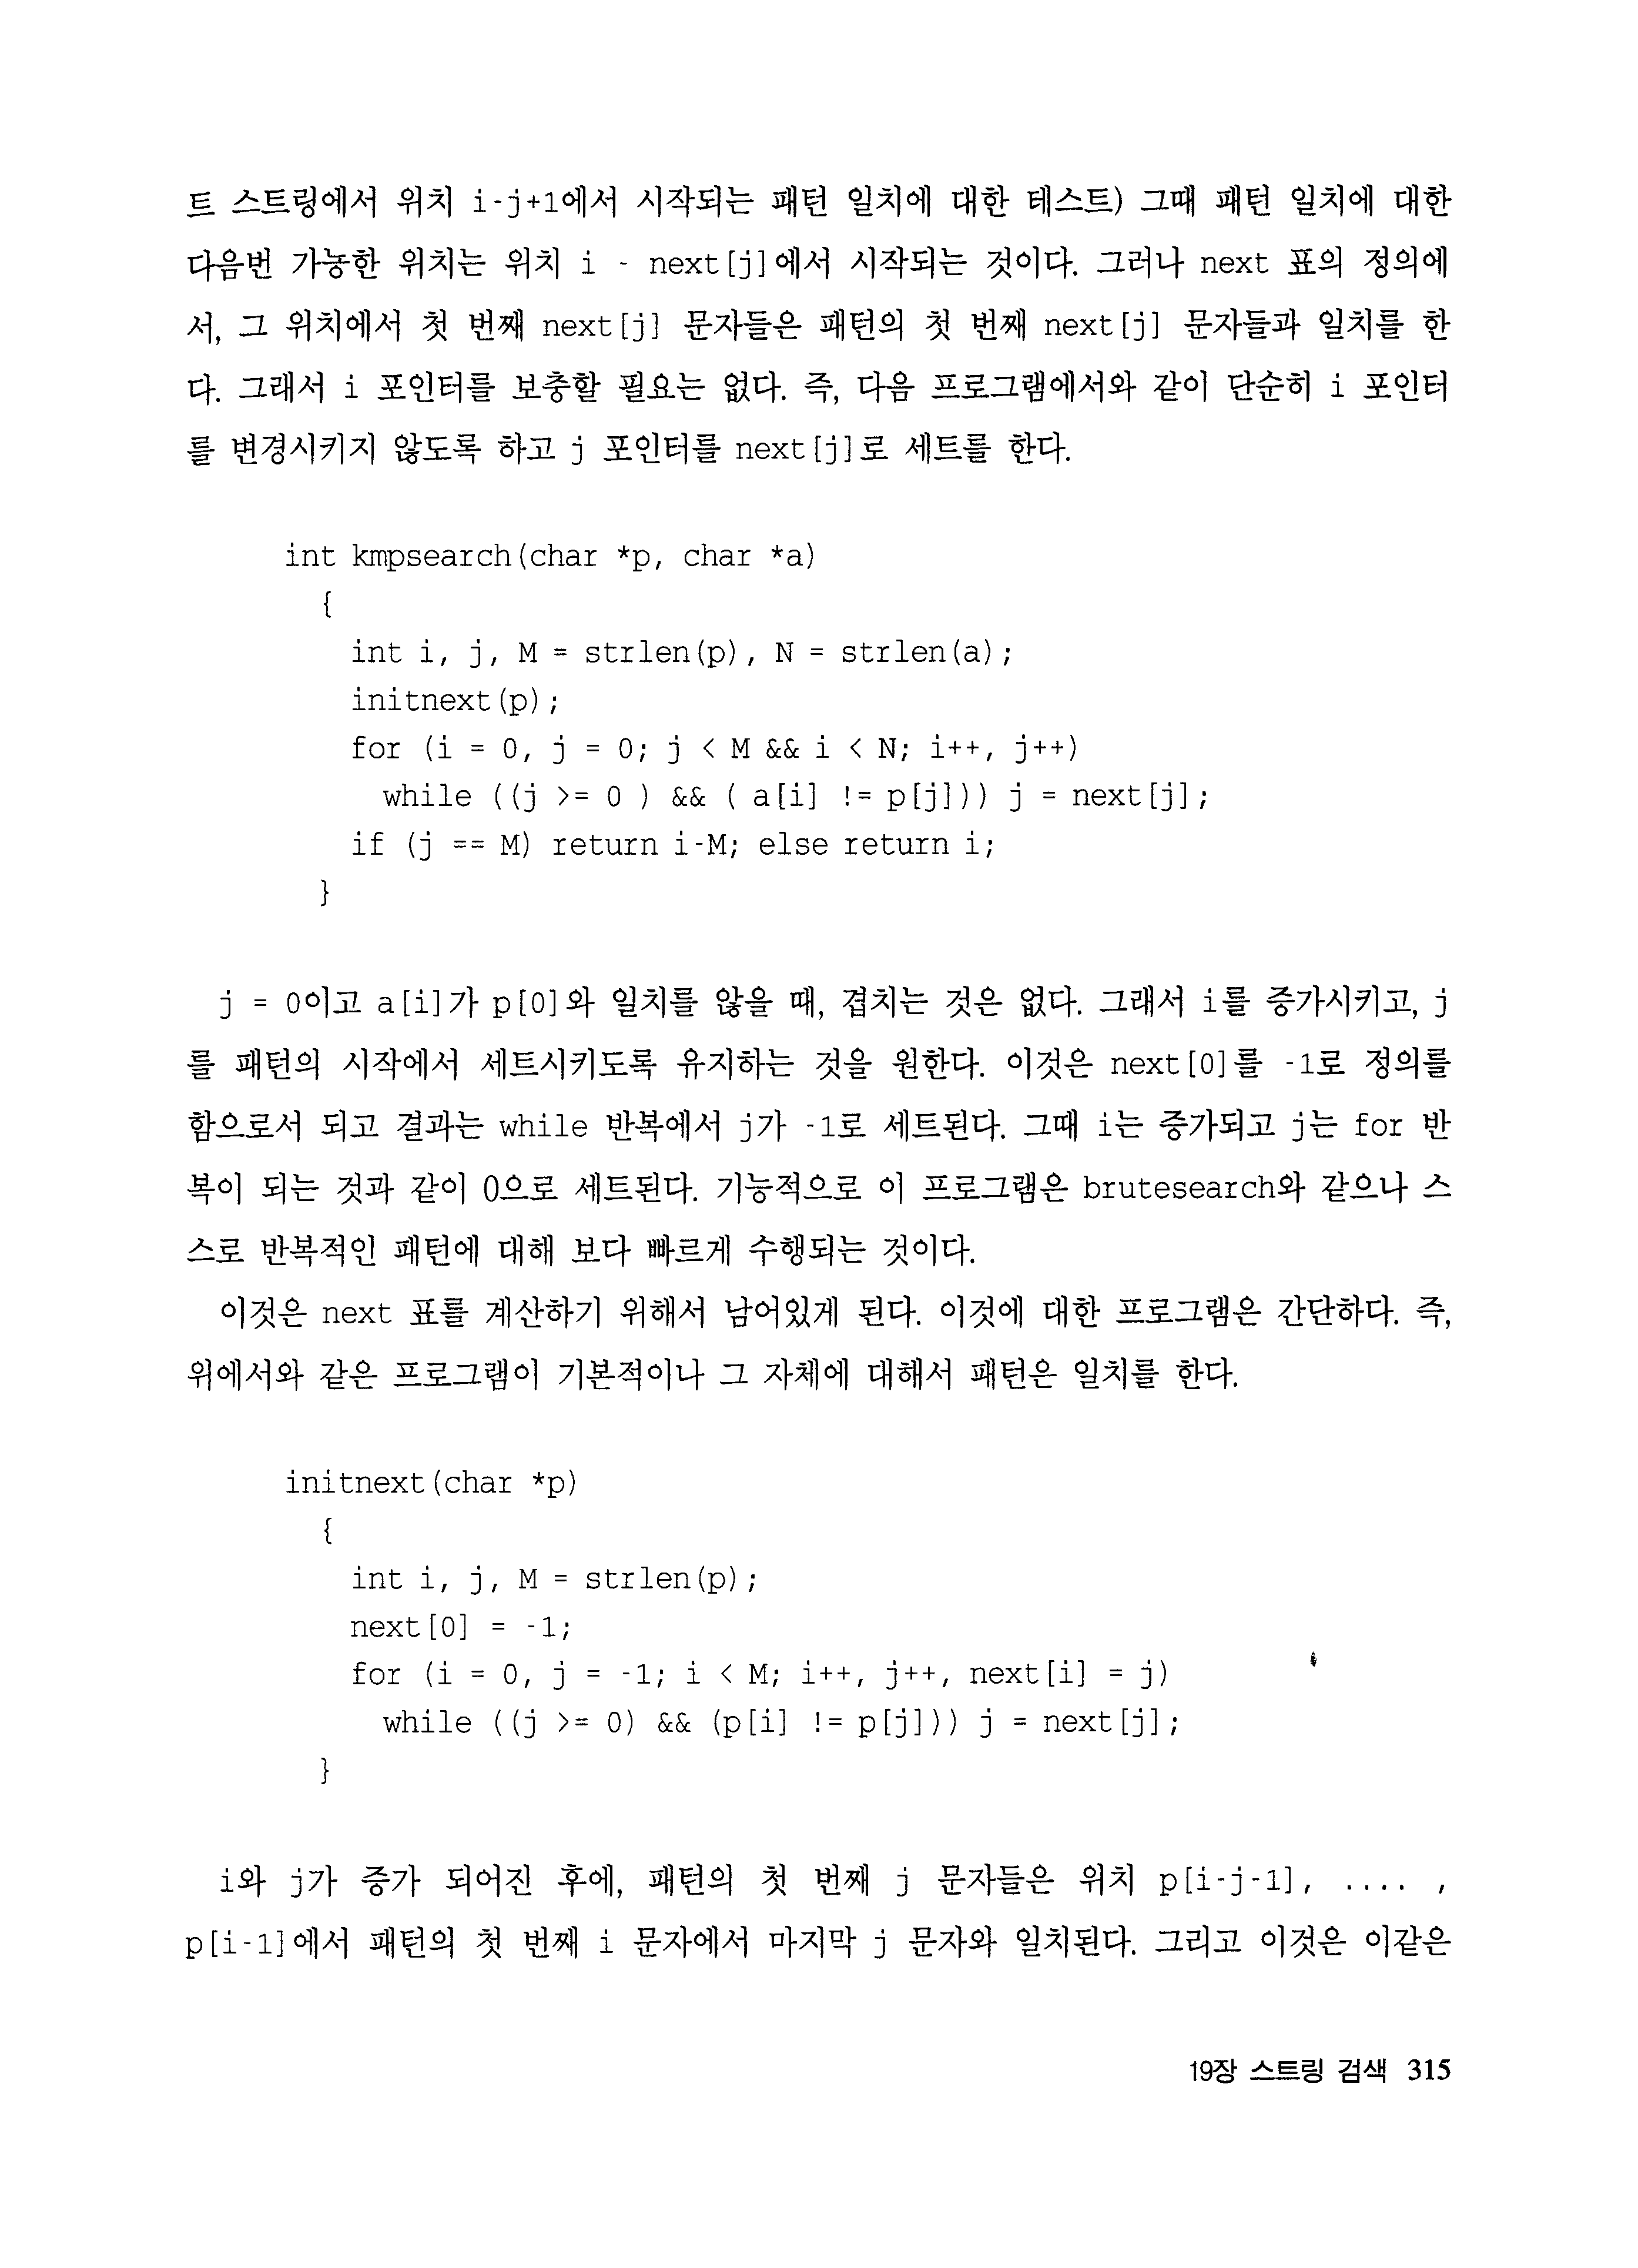 트 스트링에서 위치 i-j+1에서 시작되는 패턴 일치에 대한 테스트) 그때 패턴 일치에 대한
다음번 가능한 위치는 위치 i - next[j]에서 시작되는 것이다. 그러나 next 표의 정의에
서, 그 위치에서 첫 번째 next[j] 문자들은 패턴의 첫 번째 next[j] 문자들과 일치를 한
다. 그래서 i 포인터를 보충할 필요는 없다. 즉, 다음 프로그램에서와 같이 단순히 i 포인터
를 변경시키지 않도록 하고 j 포인터를 next[j]로 세트를 한다.
int kmpsearch(char *p, char *a)
{
int i, j, M = strlen(p), N = strlen(a);
initnext(p);
for (i = 0, j = 0; j < M && i < N; i++, j++)
while ((j >= 0 ) && ( a[i] != p[j])) j = next[j];
if (j == M) return i-M; else return i;
}
j = 0이고 a[i]가 p[0]와 일치를 않을 때, 겹치는 것은 없다. 그래서 i를 증가시키고, j
를 패턴의 시작에서 세트시키도록 유지하는 것을 원한다. 이것은 next[0]를 -1로 정의를
함으로서 되고 결과는 while 반복에서 j가 -1로 세트된다. 그때 i는 증가되고 j는 for 반
복이 되는 것과 같이 0으로 세트된다. 기능적으로 이 프로그램은 brutesearch와 같으나 스
스로 반복적인 패턴에 대해 보다 빠르게 수행되는 것이다.
이것은 next 표를 계산하기 위해서 남어있게 된다. 이것에 대한 프로그램은 간단하다. 즉,
위에서와 같은 프로그램이 기본적이나 그 자체에 대해서 패턴은 일치를 한다.
initnext(char *p)
{
int i, j, M = strlen(p);
next[0] = -1;
for (i = 0, j = -1; i < M; i++, j++, next[i] = j)
while ((j >= 0) && (p[i] != p[j])) j = next[j];
}
i와 j가 증가 되어진 후에, 패턴의 첫 번째 j 문자들은 위치 p[i-j-1], .... ,
p[i-1]에서 패턴의 첫 번째 i 문자에서 마지막 j 문자와 일치된다. 그리고 이것은 이같은
19장 스트링 검색 315